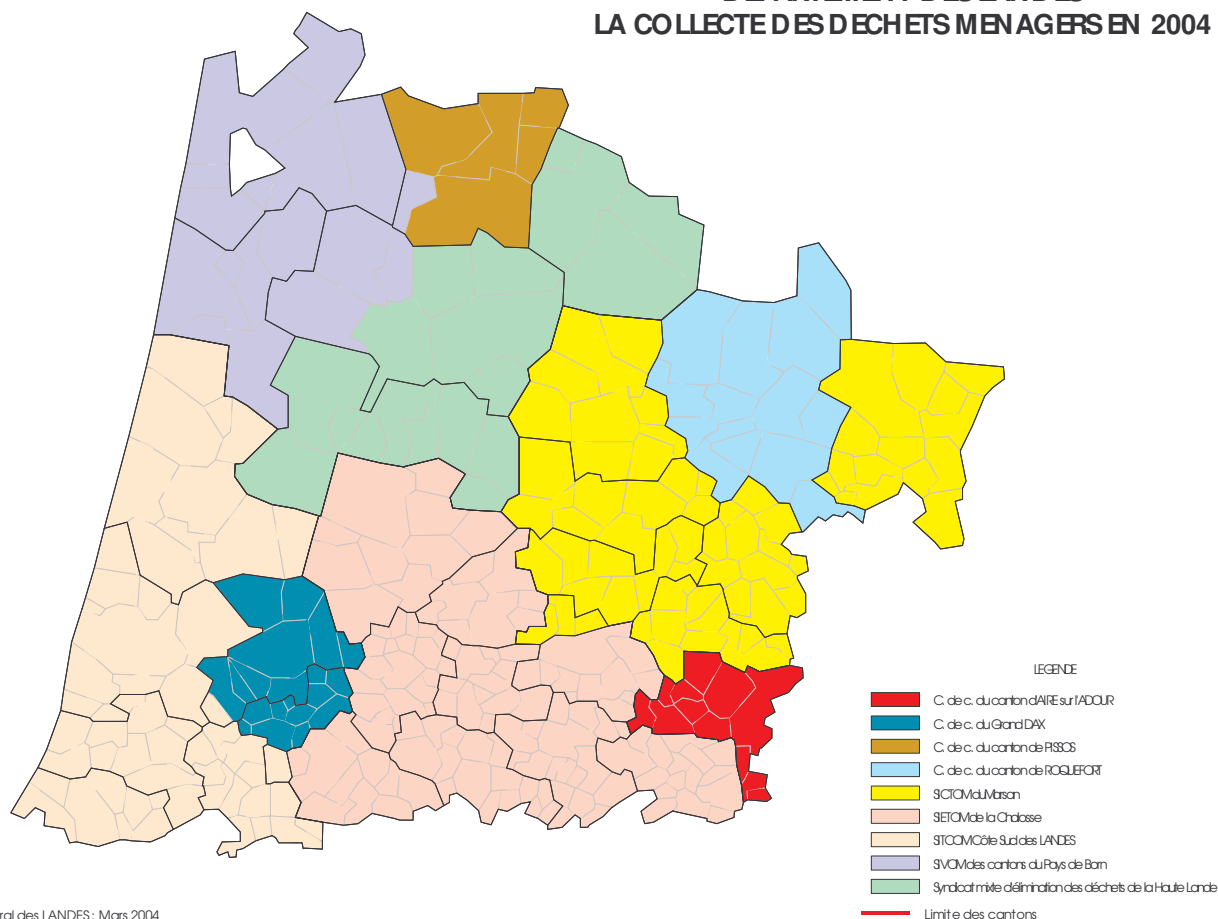 LA COLLECTE DES DECHETS MENAGERS EN 2004
LEGENDE
C. de c. du canton d'AIRE sur l'ADOUR
C. de c. du Grand DAX
C. de c. du canton de PISSOS
C. de c. du canton de ROQUEFORT
SICTOM du Marsan
SIETOM de la Chalosse
SITCOM Côte Sud des LANDES
SIVOM des cantons du Pays de Born
Syndicat mixte d'élimination des déchets de la Haute Lande
Limite des cantons
ral des LANDES : Mars 2004